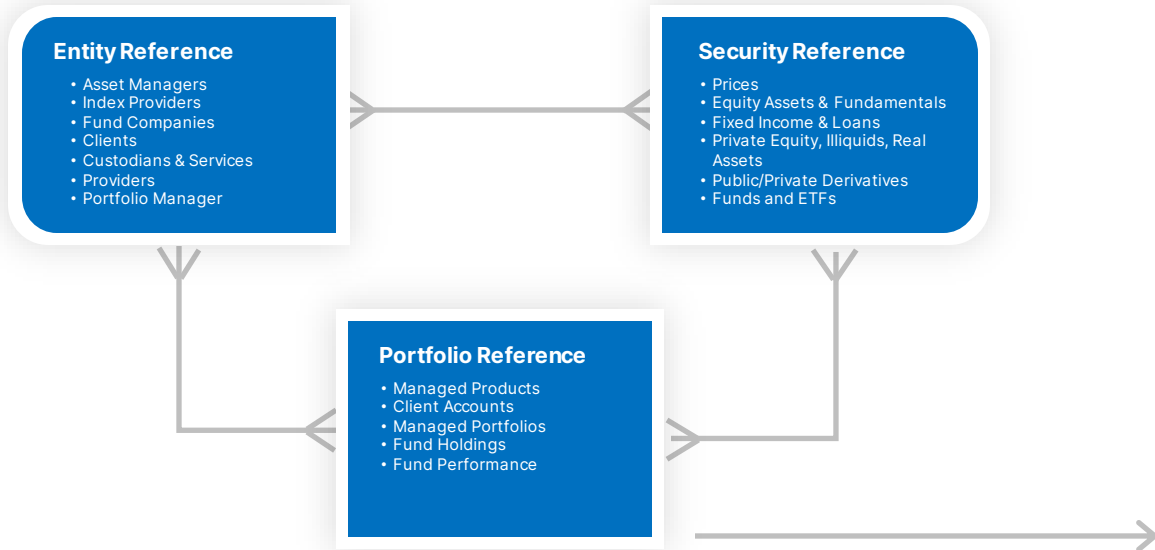 Entity Reference
• Asset Managers
• Index Providers
• Fund Companies
• Clients
• Custodians & Services
• Providers
• Portfolio Manager
Security Reference
• Prices
• Equity Assets & Fundamentals
• Fixed Income & Loans
• Private Equity, Illiquids, Real
Assets
• Public/Private Derivatives
• Funds and ETFs
Portfolio Reference
• Managed Products
• Client Accounts
• Managed Portfolios
• Fund Holdings
• Fund Performance